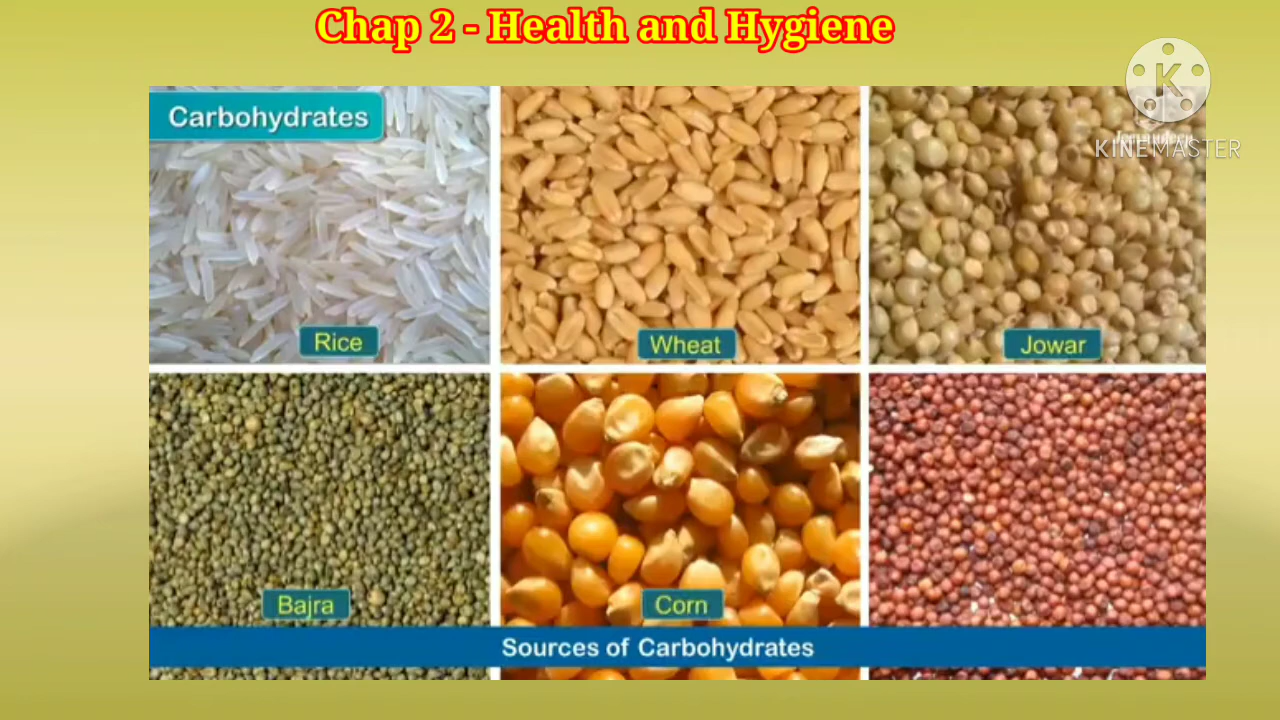 Chap 2 - Health and Hygiene
Carbohydrates
K
KINEMASTER
Rice
Wheat
Jowar
Bajra
Corn
Sources of Carbohydrates